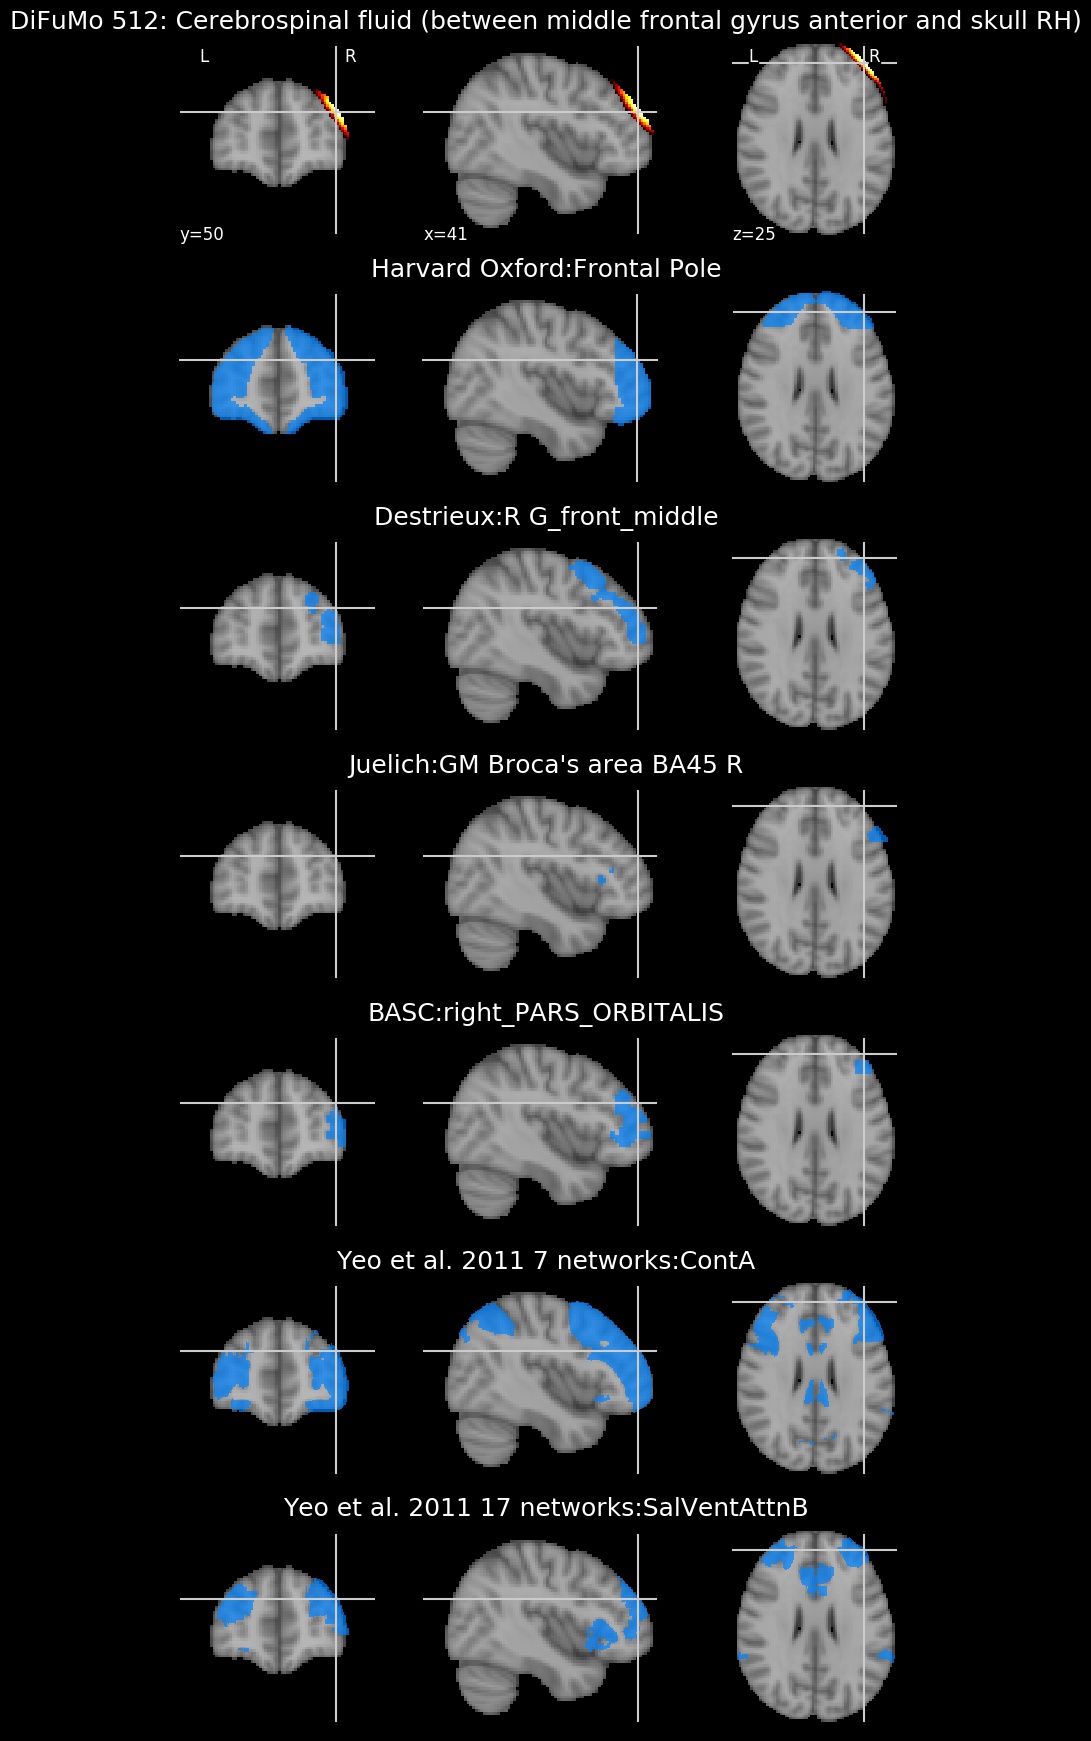 DiFuMo 512: Cerebrospinal fluid (between middle frontal gyrus anterior and skull RH)
L R L R
y=50 x=41 z=25
Harvard Oxford:Frontal Pole
Destrieux:R G_front_middle
Juelich:GM Broca's area BA45 R
BASC:right_PARS_ORBITALIS
Yeo et al. 2011 7 networks:ContA
Yeo et al. 2011 17 networks:SalVentAttnB